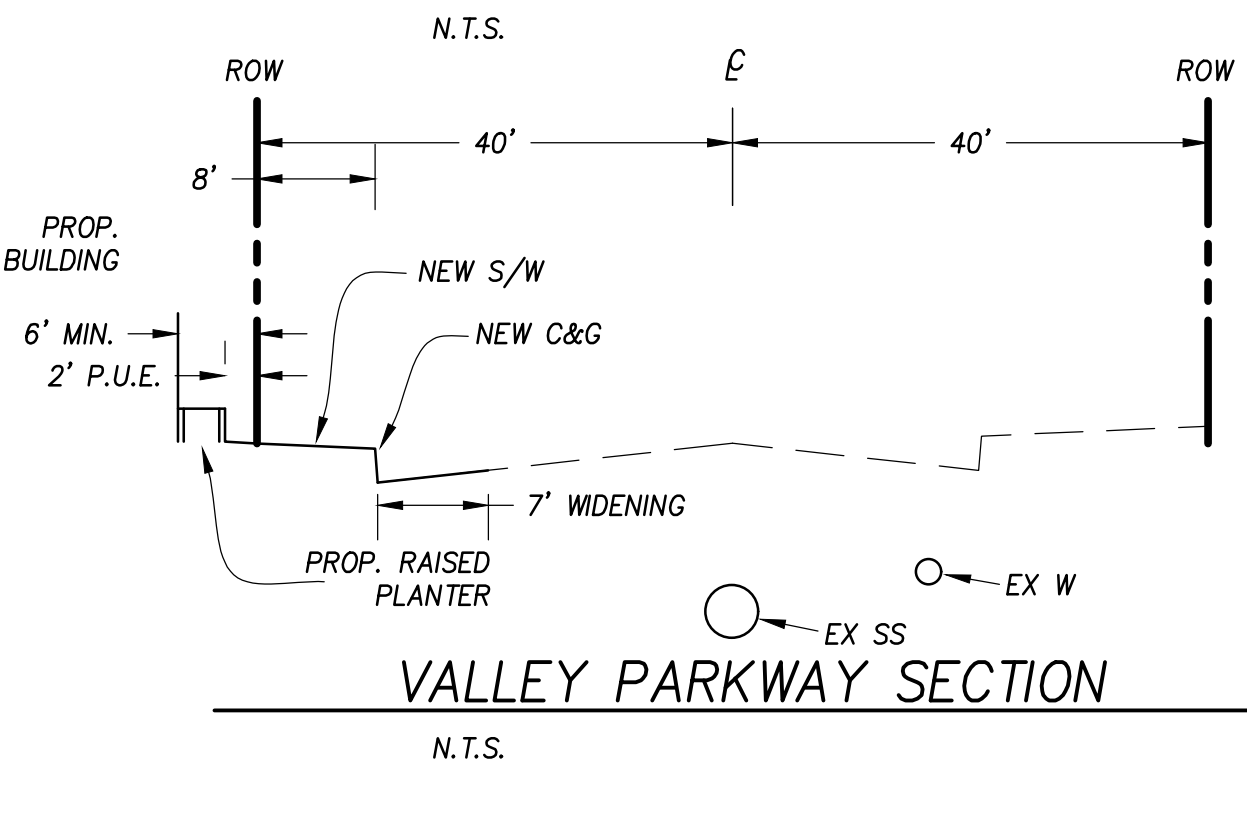 N.T.S.
ROW
℄
ROW
40'
40'
8'
PROP.
BUILDING
NEW S/W
6' MIN.
NEW C&G
2' P.U.E.
7' WIDENING
PROP. RAISED
PLANTER
EX W
EX SS
VALLEY PARKWAY SECTION
N.T.S.